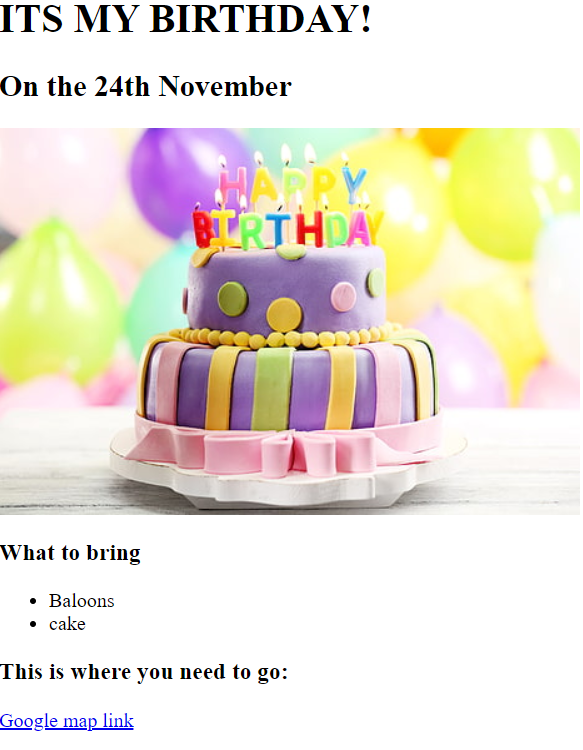 ITS MY BIRTHDAY!
On the 24th November
HAPPY
BIRTHDAY
What to bring
Baloons
cake
This is where you need to go:
Google map link